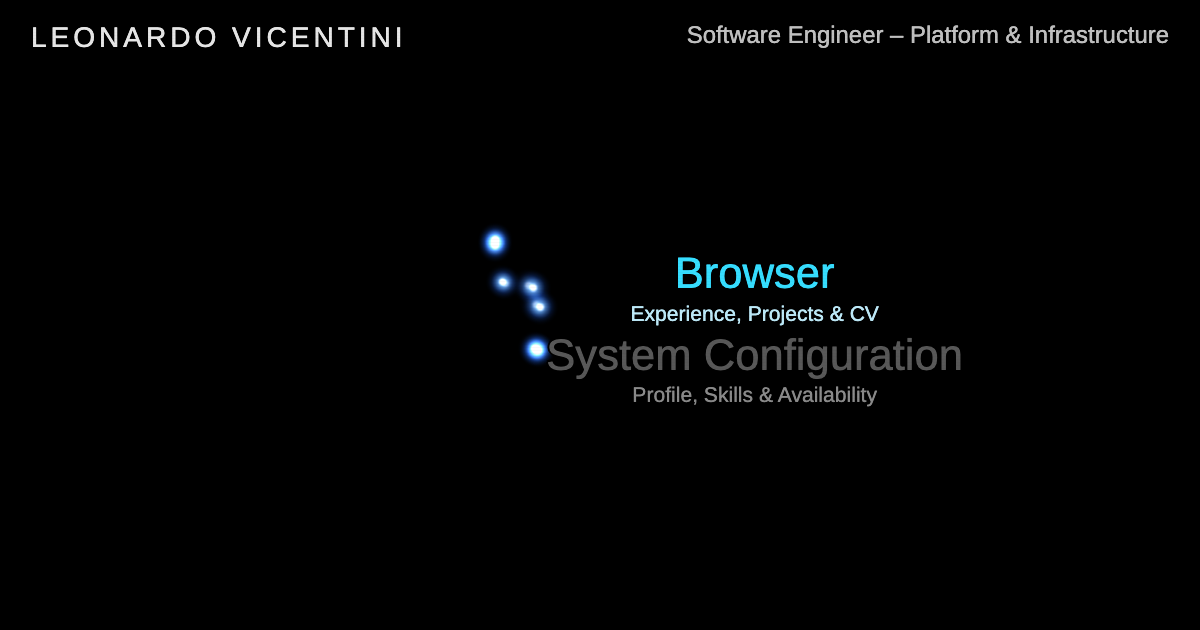 LEONARDO VICENTINI
Software Engineer – Platform & Infrastructure
Browser
Experience, Projects & CV
System Configuration
Profile, Skills & Availability